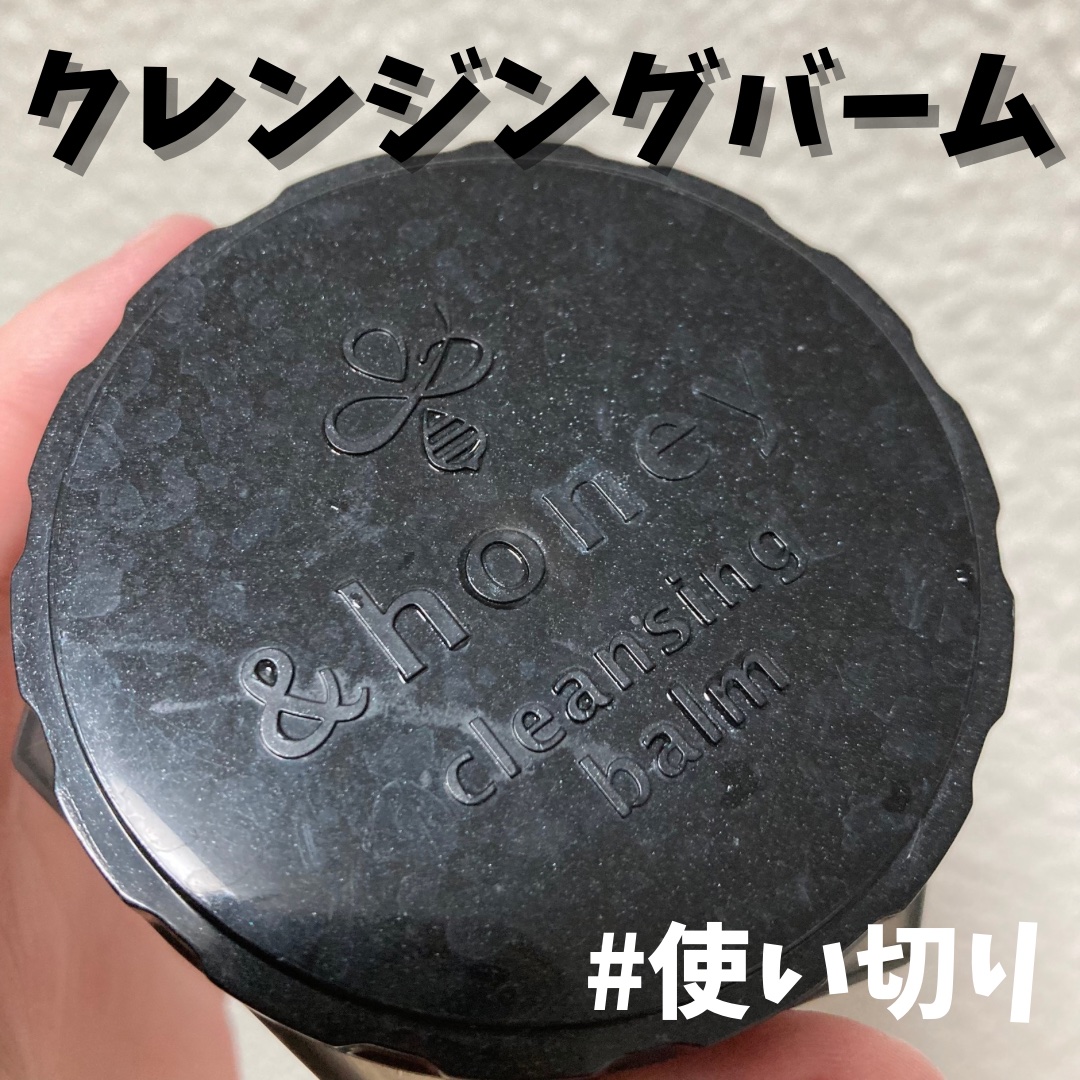 クレンジングバーム
&honey
cleansing
balm
#使い切り